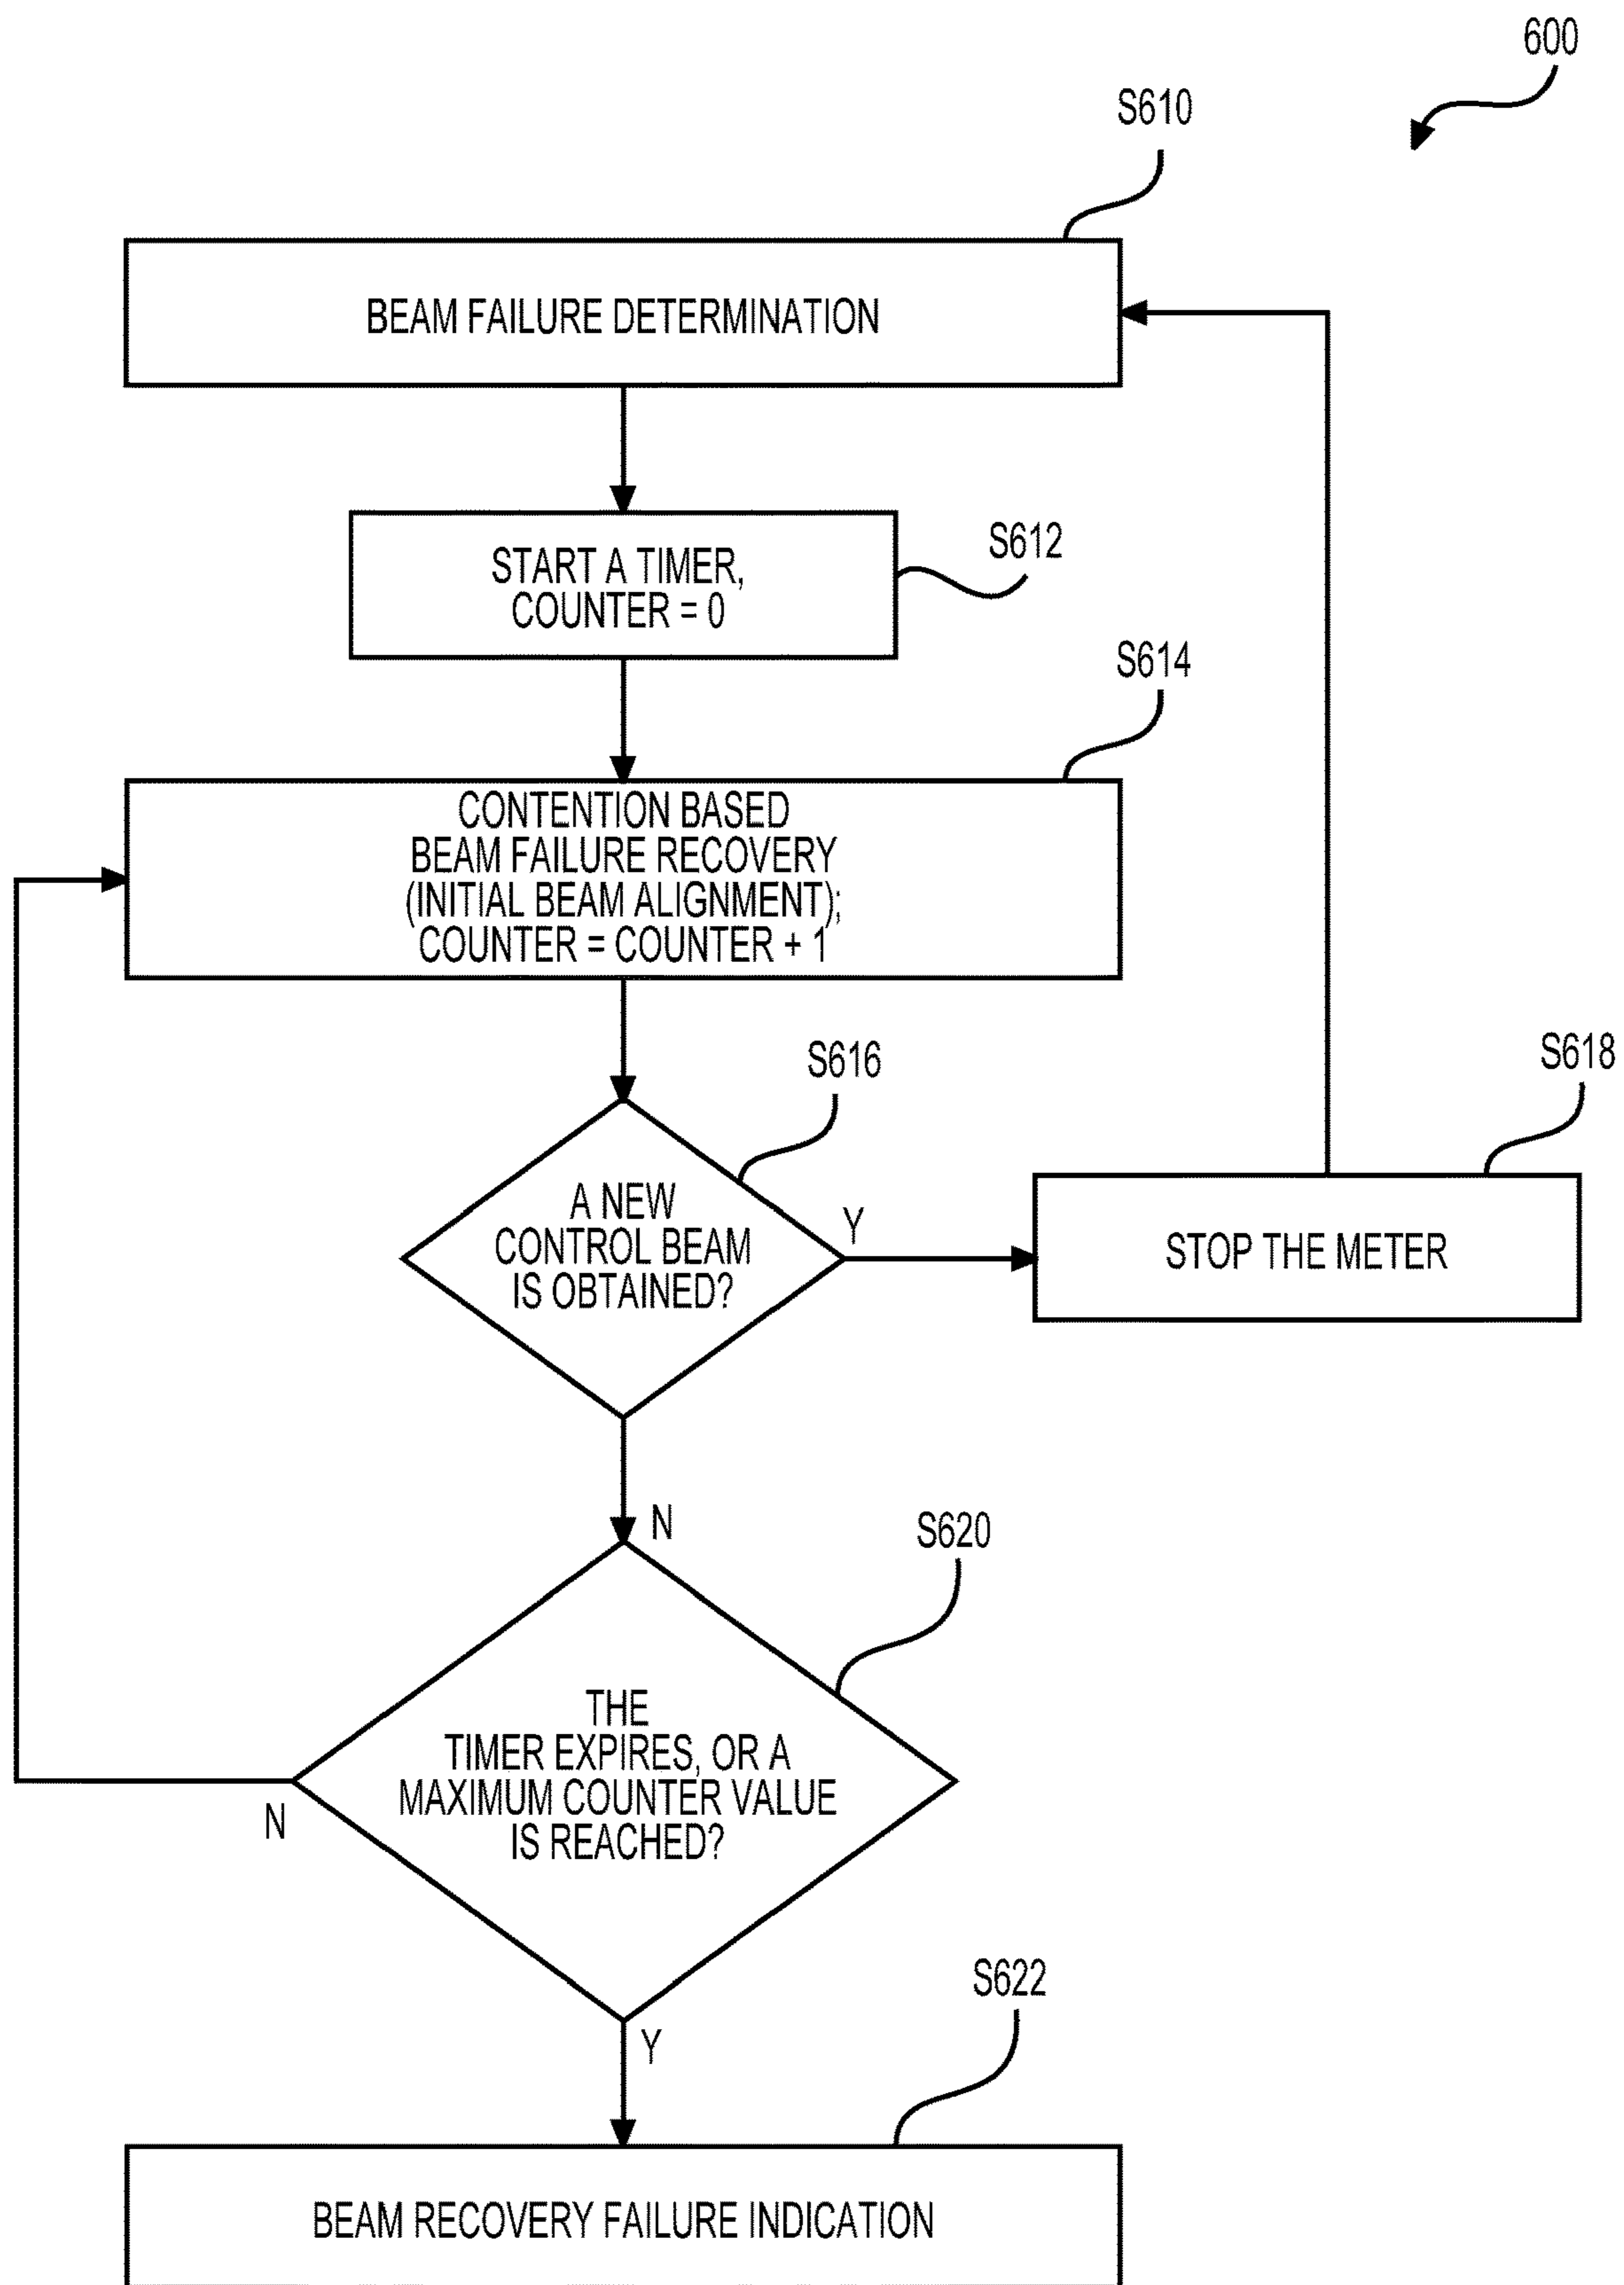 600
S610
BEAM FAILURE DETERMINATION
S612
START A TIMER,
COUNTER = 0
S614
CONTENTION BASED
BEAM FAILURE RECOVERY
(INITIAL BEAM ALIGNMENT);
COUNTER = COUNTER + 1
S616
A NEW
CONTROL BEAM
IS OBTAINED?
Y
S618
STOP THE METER
N
S620
THE
TIMER EXPIRES, OR A
MAXIMUM COUNTER VALUE
IS REACHED?
N
Y
S622
BEAM RECOVERY FAILURE INDICATION